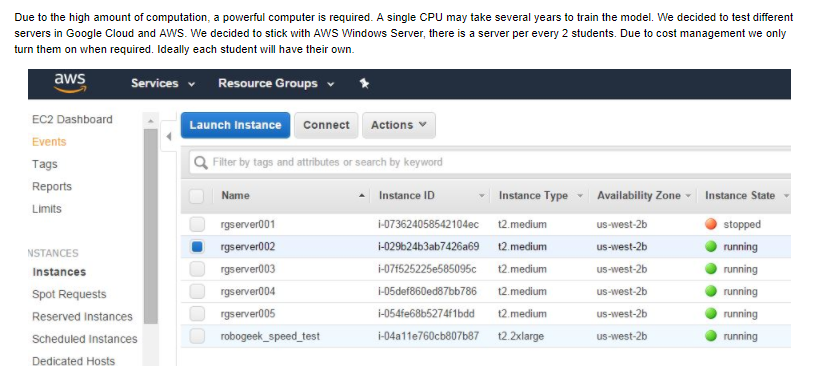 Due to the high amount of computation, a powerful computer is required. A single CPU may take several years to train the model. We decided to test different
servers in Google Cloud and AWS. We decided to stick with AWS Windows Server, there is a server per every 2 students. Due to cost management we only
turn them on when required. Ideally each student will have their own.
aws Services Resource Groups
EC2 Dashboard
Events
Tags
Reports
Limits
NSTANCES
Instances
Spot Requests
Reserved Instances
Scheduled Instances
Dedicated Hosts
Launch Instance Connect Actions
Filter by tags and attributes or search by keyword
Name Instance ID Instance Type Availability Zone Instance State
rgserver001 i-073624058542104ec t2.medium us-west-2b stopped
rgserver002 i-029b24b3ab7426a69 t2.medium us-west-2b running
rgserver003 i-07f525225e585095c t2.medium us-west-2b running
rgserver004 i-05def860ed87bb786 t2.medium us-west-2b running
rgserver005 i-054fe68b5274f1bdd t2.medium us-west-2b running
robogeek_speed_test i-04a11e760cb807b87 t2.2xlarge us-west-2b running